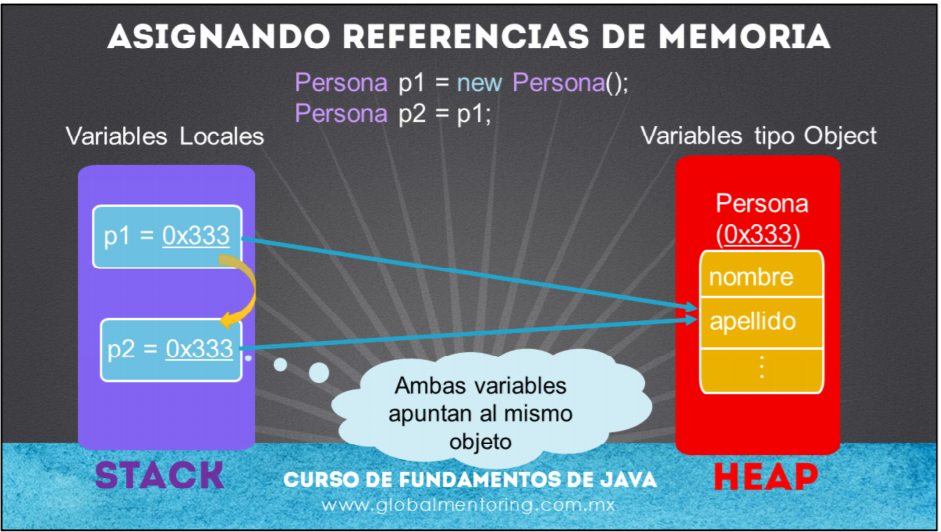 ASIGNANDO REFERENCIAS DE MEMORIA
Persona p1 = new Persona();
Persona p2 = p1;
Variables Locales
Variables tipo Object
p1 = 0x333
p2 = 0x333
Persona
(0x333)
nombre
apellido
⋮
Ambas variables
apuntan al mismo
objeto
STACK
HEAP
CURSO DE FUNDAMENTOS DE JAVA
www.globalmentoring.com.mx